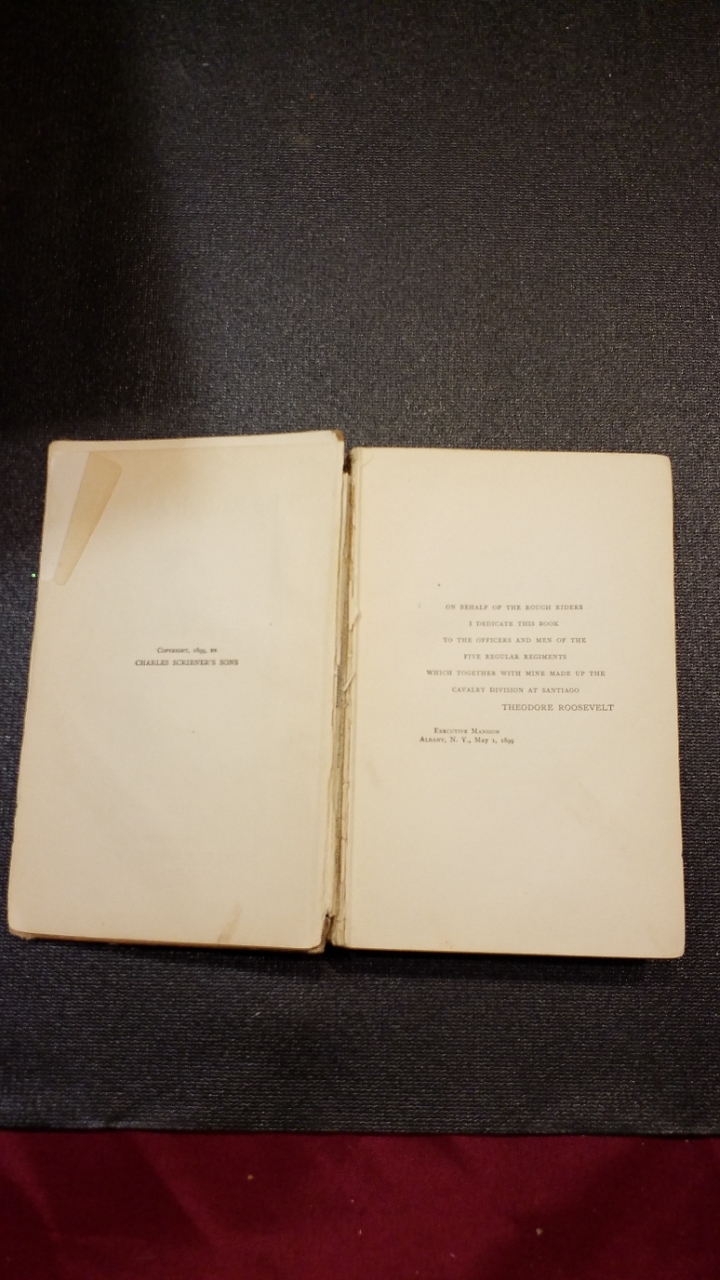 COPYRIGHT, 1899, BY
CHARLES SCRIBNER'S SONS
ON BEHALF OF THE ROUGH RIDERS
I DEDICATE THIS BOOK
TO THE OFFICERS AND MEN OF THE
FIVE REGULAR REGIMENTS
WHICH TOGETHER WITH MINE MADE UP THE
CAVALRY DIVISION AT SANTIAGO
THEODORE ROOSEVELT
EXECUTIVE MANSION
ALBANY, N. Y., MAY 1, 1899